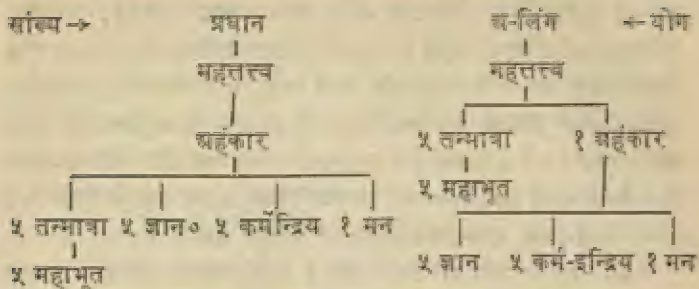 सांख्य → प्रधान अ-लिंग ← योग
महत्तत्त्व महत्तत्त्व
अहंकार ५ तन्मात्रा १ अहंकार
५ महाभूत
५ तन्मात्रा ५ ज्ञान० ५ कर्मेन्द्रिय १ मन
५ महाभूत ५ ज्ञान ५ कर्म-इन्द्रिय १ मन